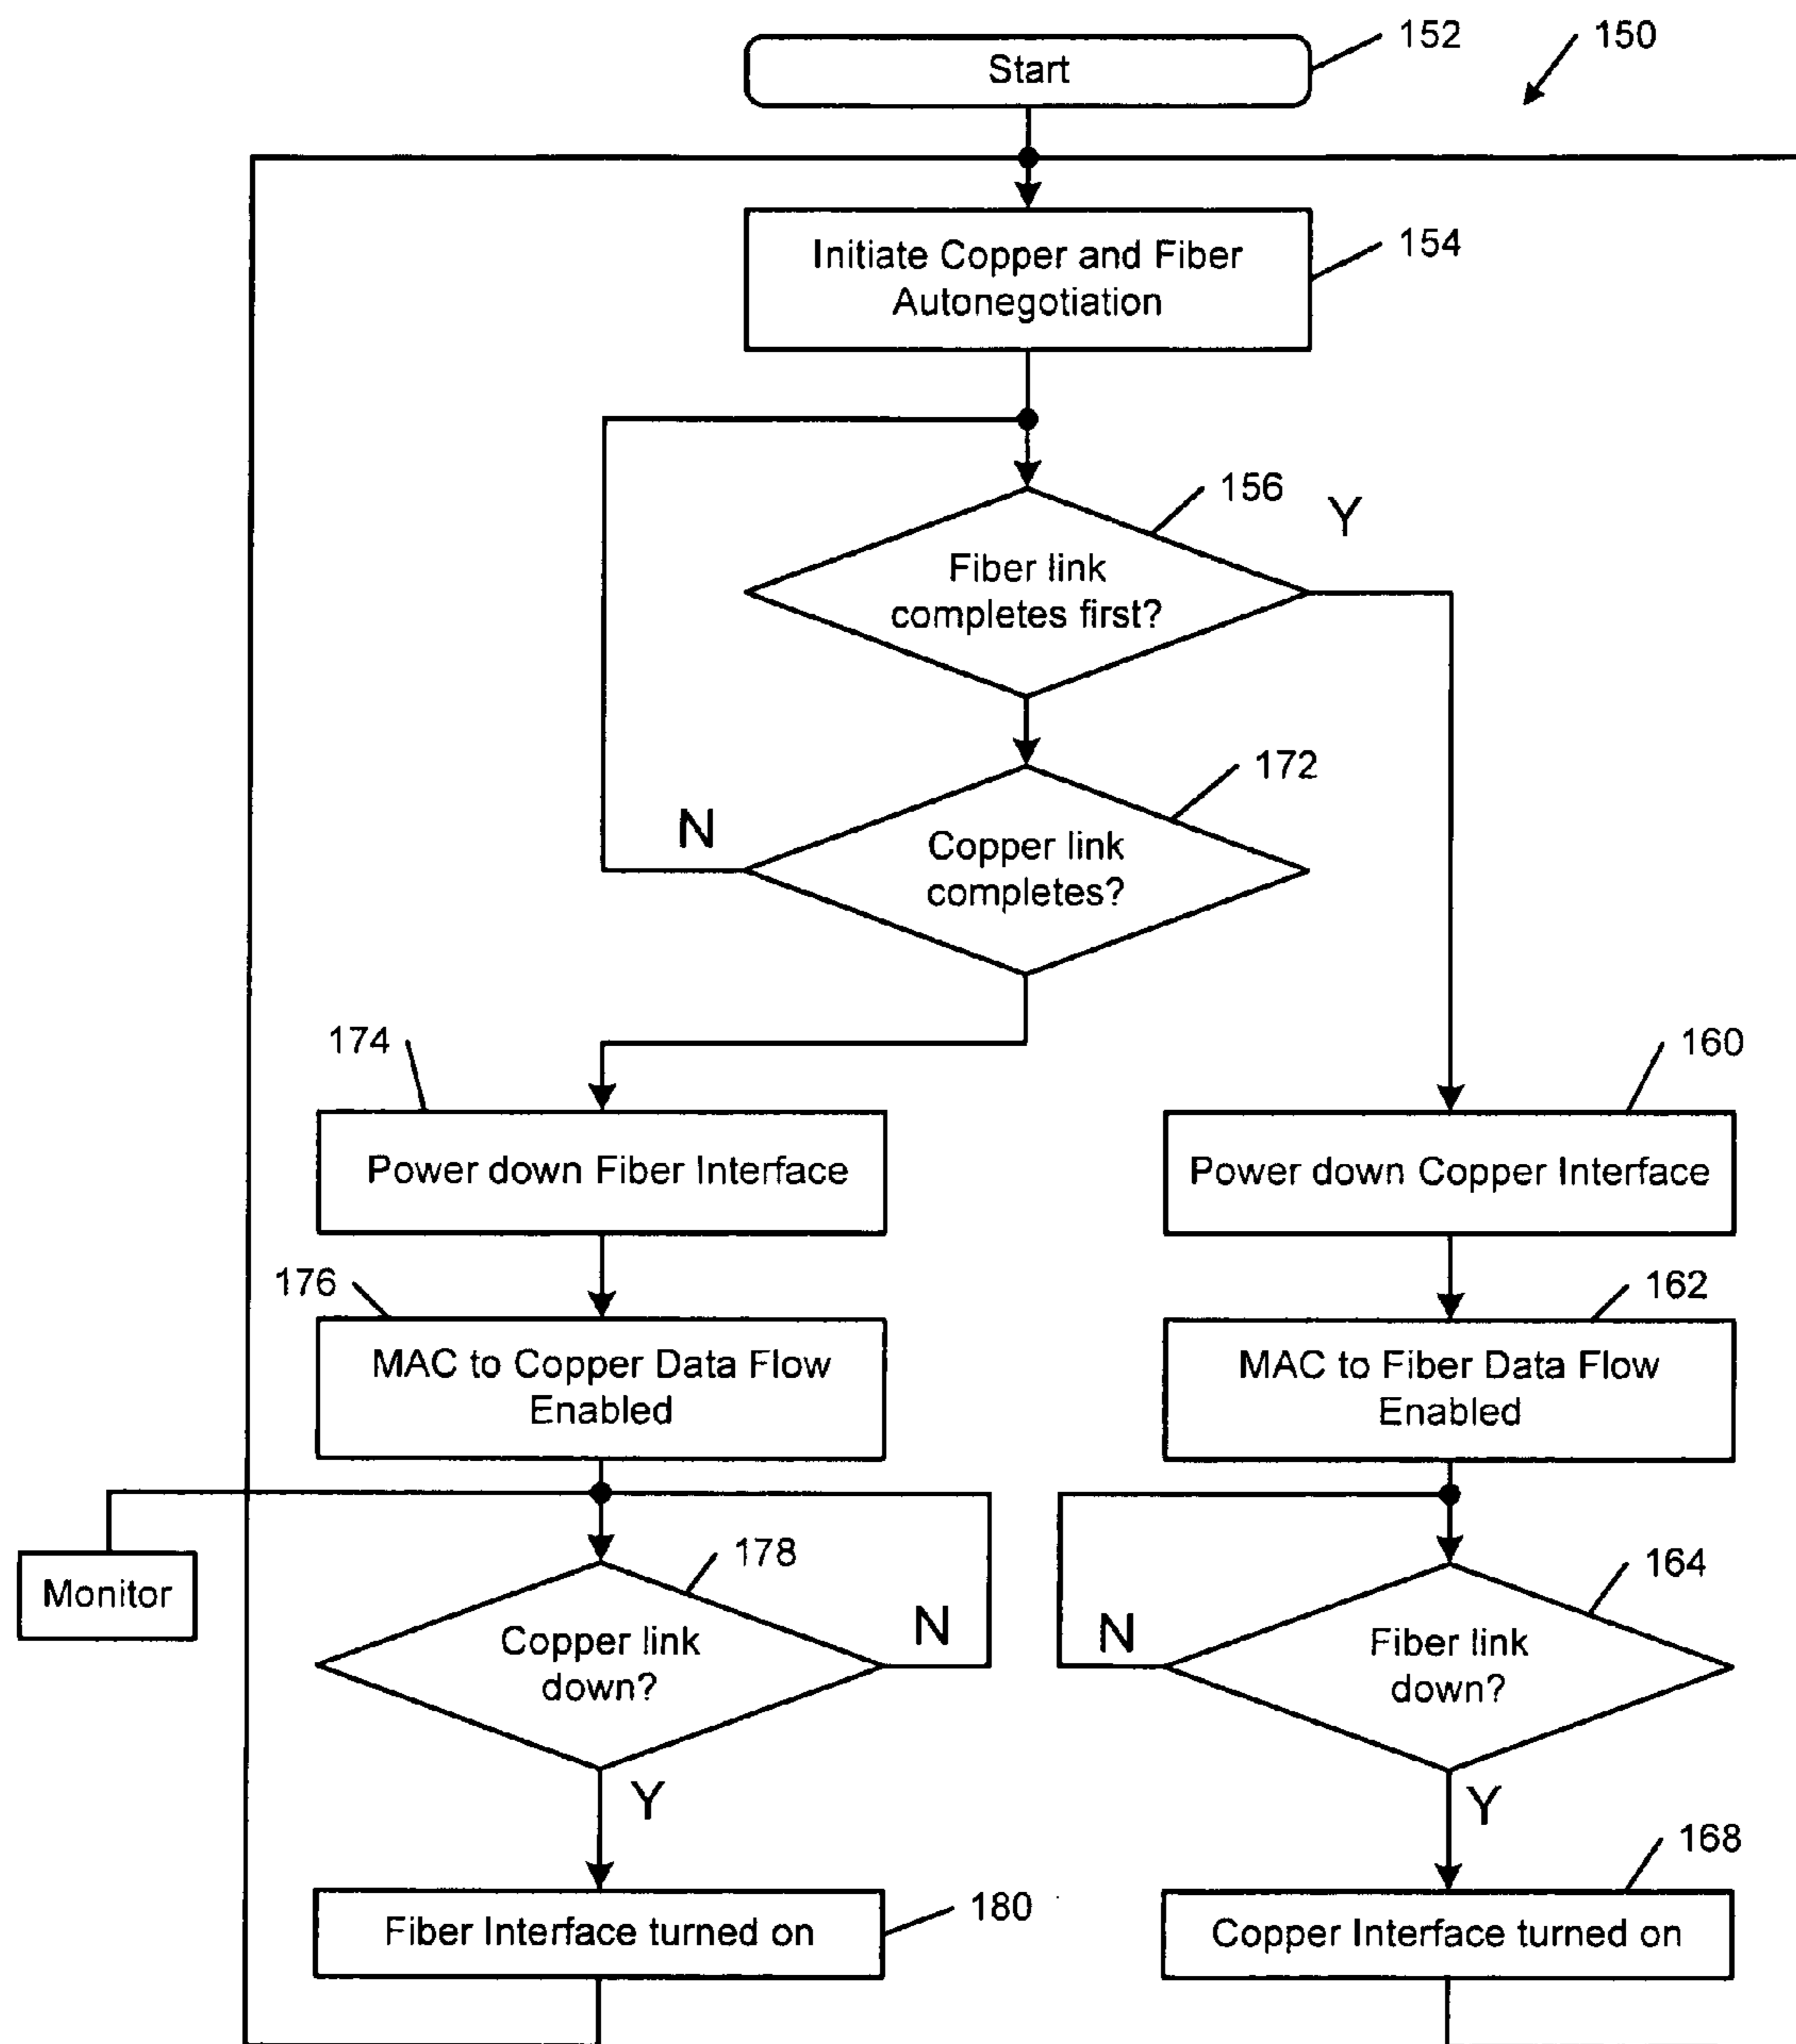 Start
152
150
Initiate Copper and Fiber
Autonegotiation
154
156
Y
Fiber link
completes first?
172
N
Copper link
completes?
174
160
Power down Fiber Interface
Power down Copper Interface
176
162
MAC to Copper Data Flow
Enabled
MAC to Fiber Data Flow
Enabled
Monitor
178
164
Copper link
down?
N
N
Fiber link
down?
Y
Y
168
Fiber Interface turned on
180
Copper Interface turned on